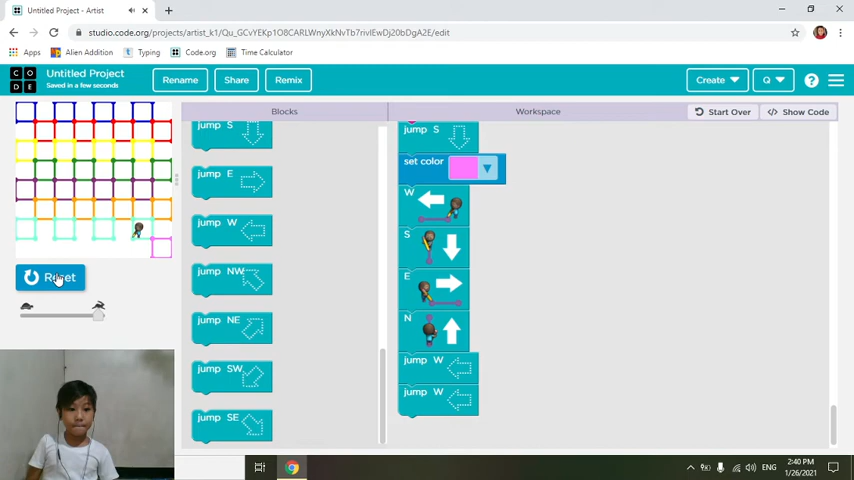 Untitled Project
studio.code.org/projects/artist_k1/Qu_GCvYEKp1O8CARLWnyXkNvTb7rivlEwDj20bDgA2E/edit
Apps
Alien Addition
Typing
Code.org
Time Calculator
C O
D E
Untitled Project
Saved in a few seconds
Rename
Share
Remix
Create
Q
?
Blocks
Workspace
Start Over
Show Code
jump S
jump E
jump W
jump NW
jump NE
jump SW
jump SE
jump S
set color
W
S
E
N
jump W
jump W
Reset
ENG
2:40 PM
1/26/2021